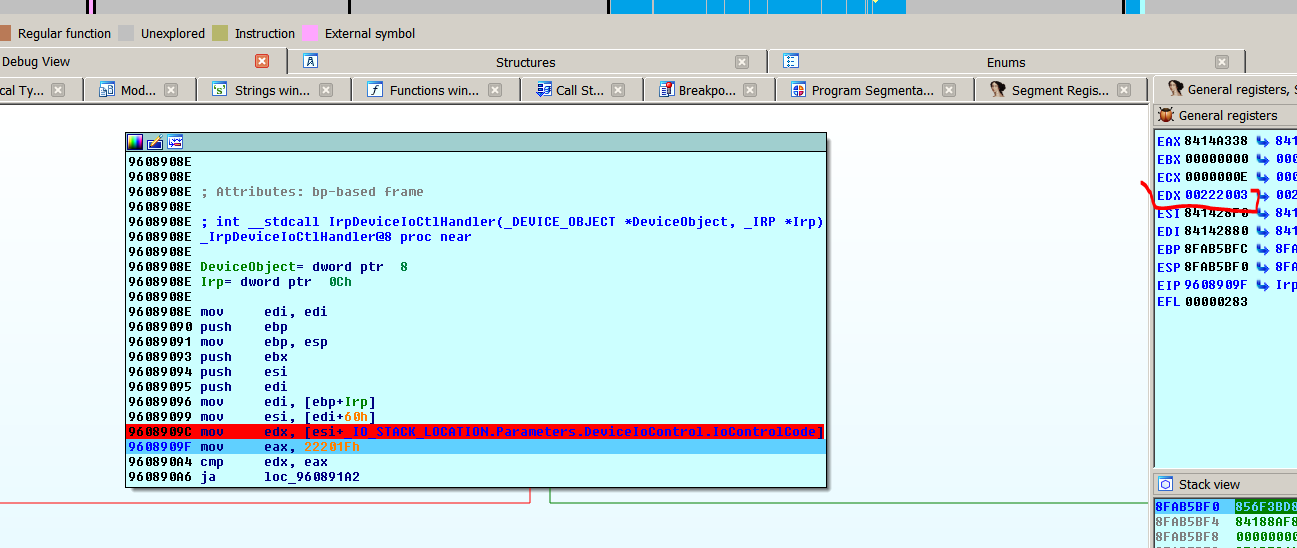 Regular function Unexplored Instruction External symbol
Debug View Structures Enums
cal Ty... Mod... Strings win... Functions win... Call St... Breakpo... Program Segmenta... Segment Regis... General registers, S
General registers
9608908E
9608908E
9608908E ; Attributes: bp-based frame
9608908E
9608908E ; int __stdcall IrpDeviceIoCtlHandler(_DEVICE_OBJECT *DeviceObject, _IRP *Irp)
9608908E _IrpDeviceIoCtlHandler@8 proc near
9608908E
9608908E DeviceObject= dword ptr  8
9608908E Irp= dword ptr  0Ch
9608908E
9608908E mov     edi, edi
96089090 push    ebp
96089091 mov     ebp, esp
96089093 push    ebx
96089094 push    esi
96089095 push    edi
96089096 mov     edi, [ebp+Irp]
96089099 mov     esi, [edi+60h]
9608909C mov     edx, [esi+_IO_STACK_LOCATION.Parameters.DeviceIoControl.IoControlCode]
9608909F mov     eax, 22201Fh
960890A4 cmp     edx, eax
960890A6 ja      loc_960891A2
EAX 8414A338 841
EBX 00000000 000
ECX 0000000E 000
EDX 00222003 002
ESI 841428F0 841
EDI 84142880 841
EBP 8FAB5BFC 8FA
ESP 8FAB5BF0 8FA
EIP 9608909F Irp
EFL 00000283
Stack view
8FAB5BF0 856F3BD8
8FAB5BF4 84188AF8
8FAB5BF8 00000000